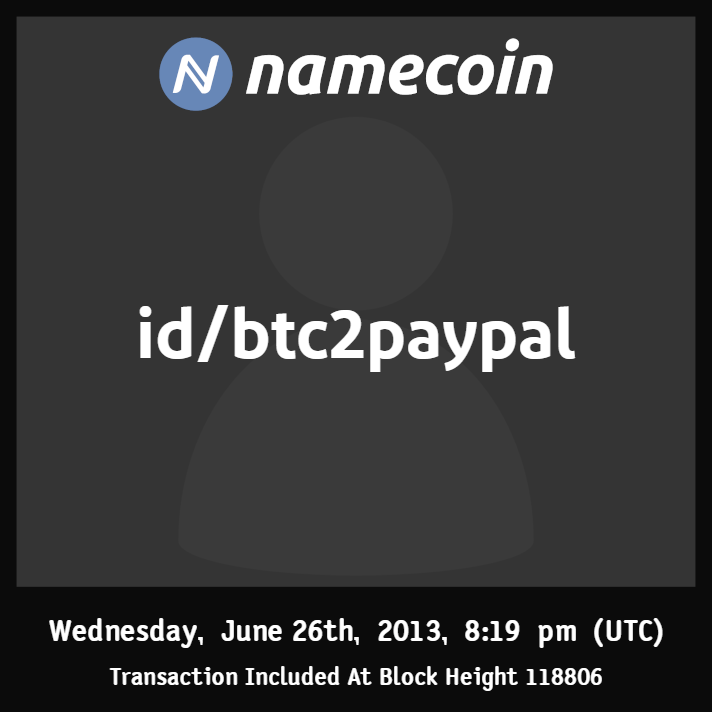 namecoin
id/btc2paypal
Wednesday, June 26th, 2013, 8:19 pm (UTC)
Transaction Included At Block Height 118806